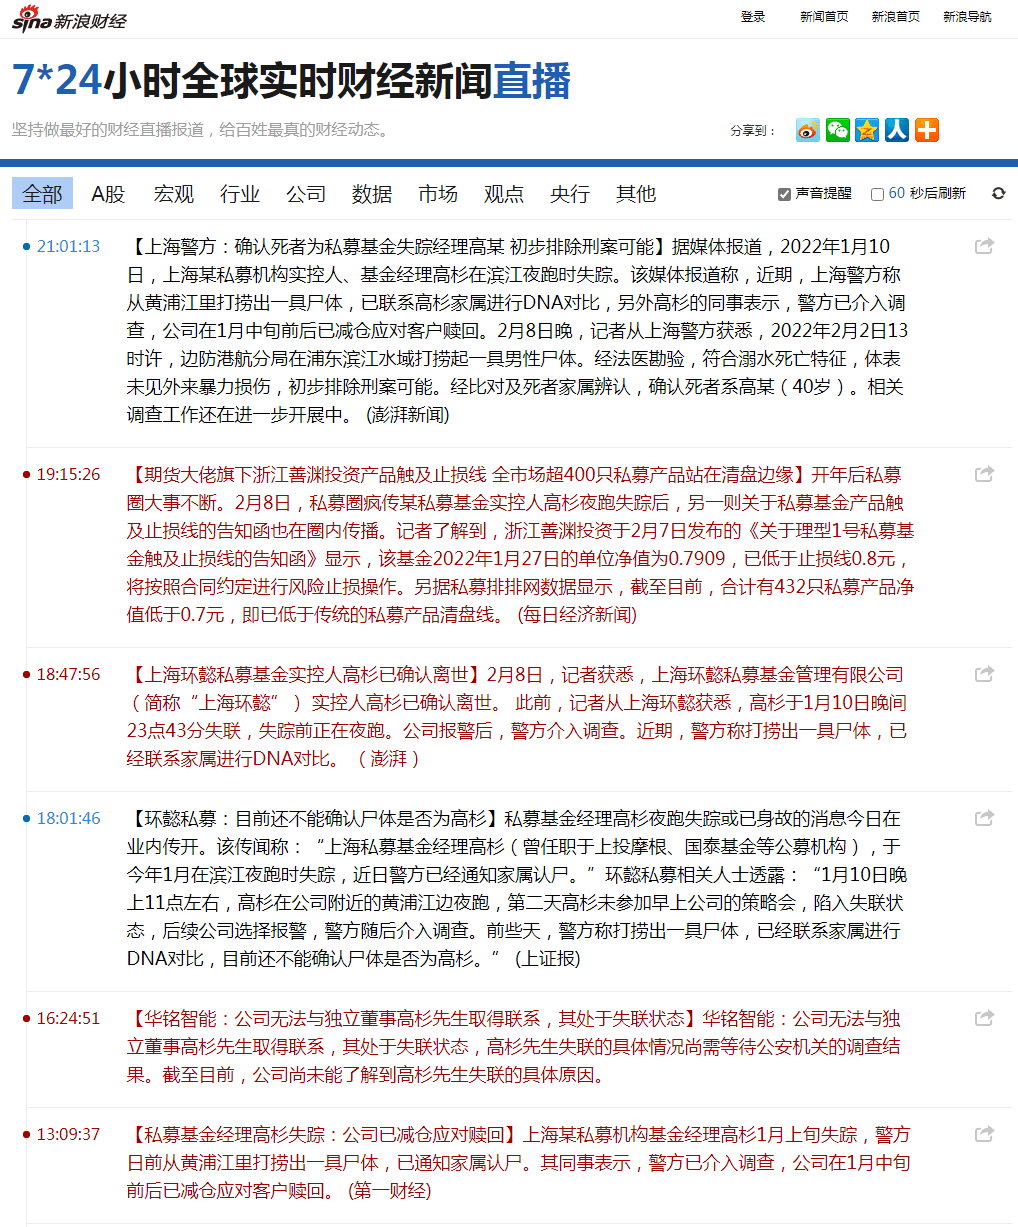 sina 新浪财经
登录 新闻首页 新浪首页 新浪导航
7*24小时全球实时财经新闻直播
坚持做最好的财经直播报道，给百姓最真的财经动态。
分享到：
全部 A股 宏观 行业 公司 数据 市场 观点 央行 其他 声音提醒 60 秒后刷新
21:01:13 【上海警方：确认死者为私募基金失踪经理高某 初步排除刑案可能】据媒体报道，2022年1月10
日，上海某私募机构实控人、基金经理高杉在滨江夜跑时失踪。该媒体报道称，近期，上海警方称
从黄浦江里打捞出一具尸体，已联系高杉家属进行DNA对比，另外高杉的同事表示，警方已介入调
查，公司在1月中旬前后已减仓应对客户赎回。2月8日晚，记者从上海警方获悉，2022年2月2日13
时许，边防港航分局在浦东滨江水域打捞起一具男性尸体。经法医勘验，符合溺水死亡特征，体表
未见外来暴力损伤，初步排除刑案可能。经比对及死者家属辨认，确认死者系高某（40岁）。相关
调查工作还在进一步开展中。 (澎湃新闻)
19:15:26 【期货大佬旗下浙江善渊投资产品触及止损线 全市场超400只私募产品站在清盘边缘】开年后私募
圈大事不断。2月8日，私募圈疯传某私募基金实控人高杉夜跑失踪后，另一则关于私募基金产品触
及止损线的告知函也在圈内传播。记者了解到，浙江善渊投资于2月7日发布的《关于理型1号私募基
金触及止损线的告知函》显示，该基金2022年1月27日的单位净值为0.7909，已低于止损线0.8元，
将按照合同约定进行风险止损操作。另据私募排排网数据显示，截至目前，合计有432只私募产品净
值低于0.7元，即已低于传统的私募产品清盘线。 (每日经济新闻)
18:47:56 【上海环懿私募基金实控人高杉已确认离世】2月8日，记者获悉，上海环懿私募基金管理有限公司
（简称“上海环懿”）实控人高杉已确认离世。 此前，记者从上海环懿获悉，高杉于1月10日晚间
23点43分失联，失踪前正在夜跑。公司报警后，警方介入调查。近期，警方称打捞出一具尸体，已
经联系家属进行DNA对比。 （澎湃）
18:01:46 【环懿私募：目前还不能确认尸体是否为高杉】私募基金经理高杉夜跑失踪或已身故的消息今日在
业内传开。该传闻称：“上海私募基金经理高杉（曾任职于上投摩根、国泰基金等公募机构），于
今年1月在滨江夜跑时失踪，近日警方已经通知家属认尸。”环懿私募相关人士透露：“1月10日晚
上11点左右，高杉在公司附近的黄浦江边夜跑，第二天高杉未参加早上公司的策略会，陷入失联状
态，后续公司选择报警，警方随后介入调查。前些天，警方称打捞出一具尸体，已经联系家属进行
DNA对比，目前还不能确认尸体是否为高杉。” (上证报)
16:24:51 【华铭智能：公司无法与独立董事高杉先生取得联系，其处于失联状态】华铭智能：公司无法与独
立董事高杉先生取得联系，其处于失联状态，高杉先生失联的具体情况尚需等待公安机关的调查结
果。截至目前，公司尚未能了解到高杉先生失联的具体原因。
13:09:37 【私募基金经理高杉失踪：公司已减仓应对赎回】上海某私募机构基金经理高杉1月上旬失踪，警方
日前从黄浦江里打捞出一具尸体，已通知家属认尸。其同事表示，警方已介入调查，公司在1月中旬
前后已减仓应对客户赎回。 (第一财经)